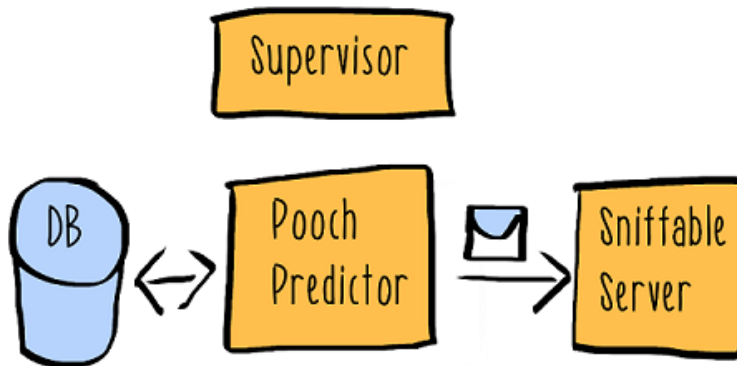 Supervisor
DB
Pooch
Predictor
Sniffable
Server